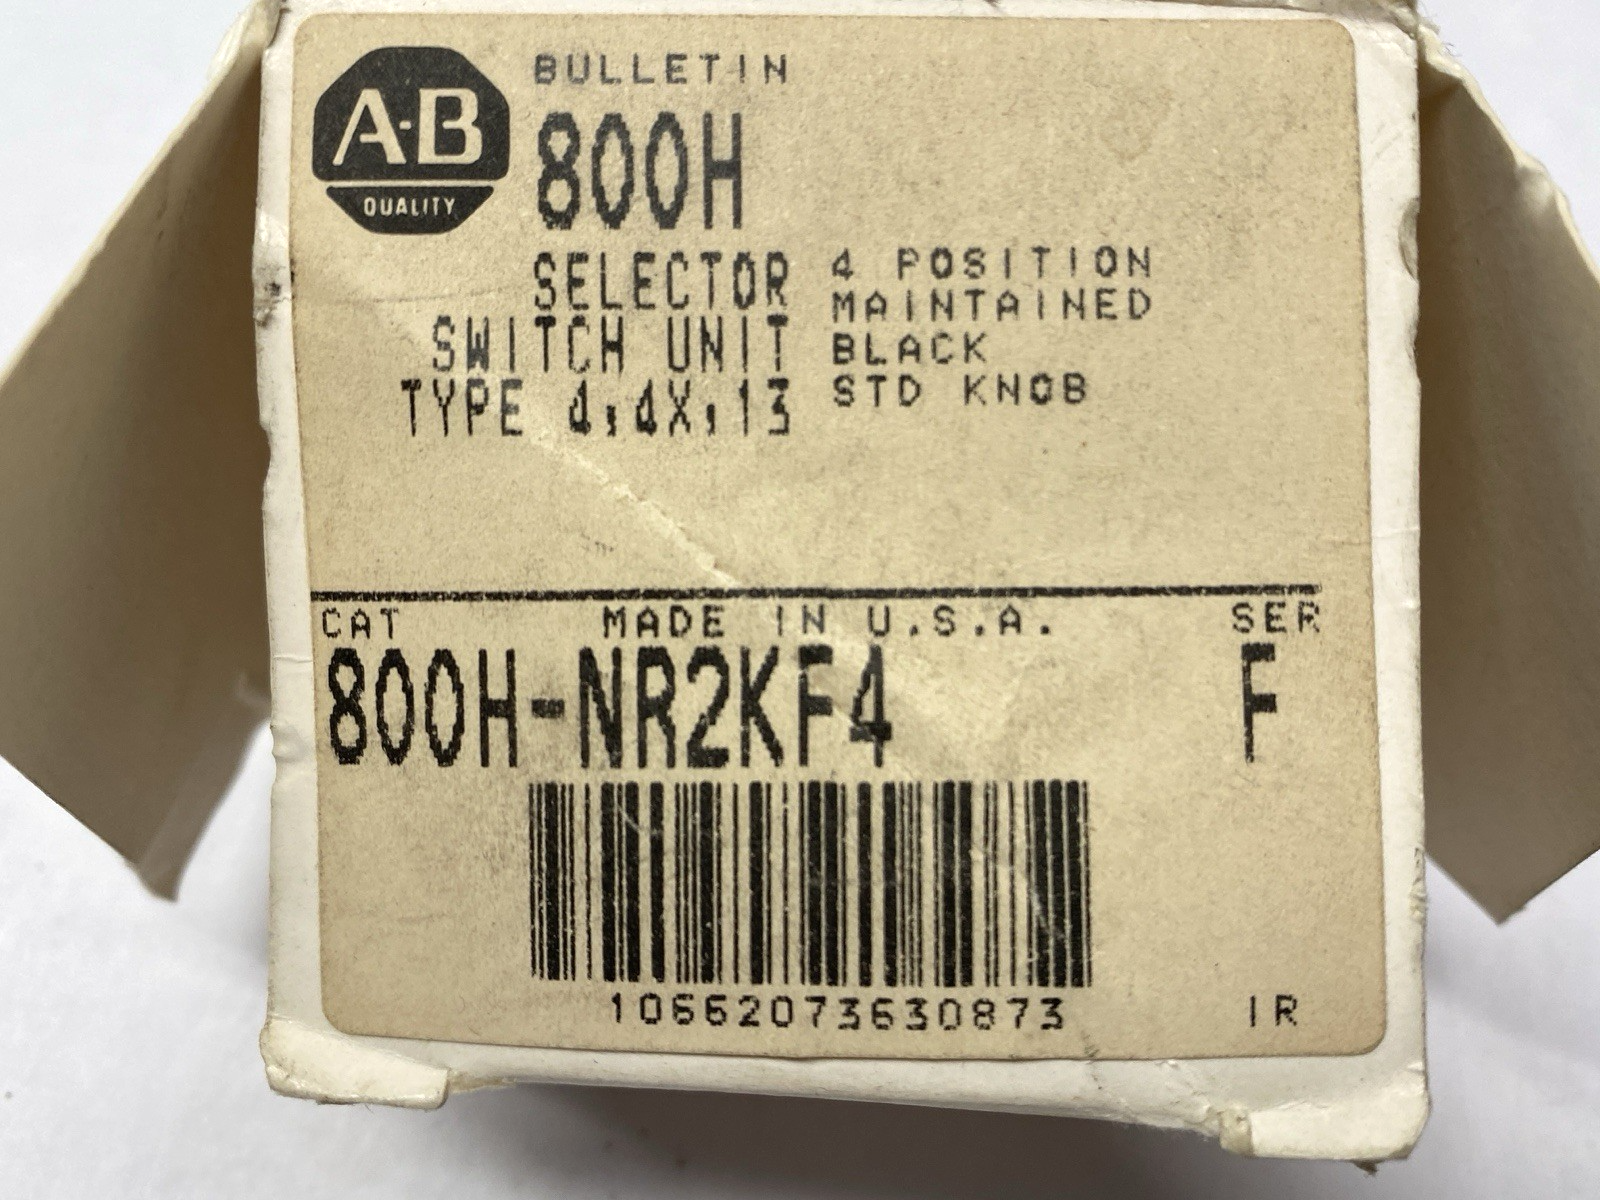 A-B
QUALITY
BULLETIN
800H
SELECTOR
SWITCH UNIT
TYPE 4,4X,13
4 POSITION
MAINTAINED
BLACK
STD KNOB
CAT MADE IN U.S.A. SER
800H-NR2KF4 F
10662073630873 IR